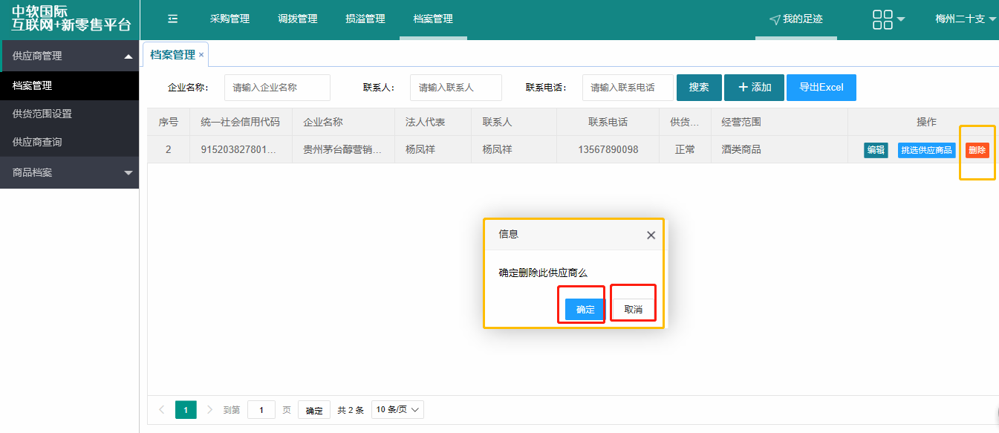 中软国际
互联网+新零售平台
采购管理 调拨管理 损溢管理 档案管理 我的足迹 梅州二十支
供应商管理
档案管理
供货范围设置
供应商查询
商品档案
档案管理 ×
企业名称: 请输入企业名称 联系人: 请输入联系人 联系电话: 请输入联系电话 搜索 + 添加 导出Excel
序号 统一社会信用代码 企业名称 法人代表 联系人 联系电话 供货... 经营范围 操作
2 915203827801... 贵州茅台醇营销... 杨凤祥 杨凤祥 13567890098 正常 酒类商品 编辑 挑选供应商品 删除
信息
确定删除此供应商么
确定 取消
1 到第 1 页 确定 共 2 条 10 条/页